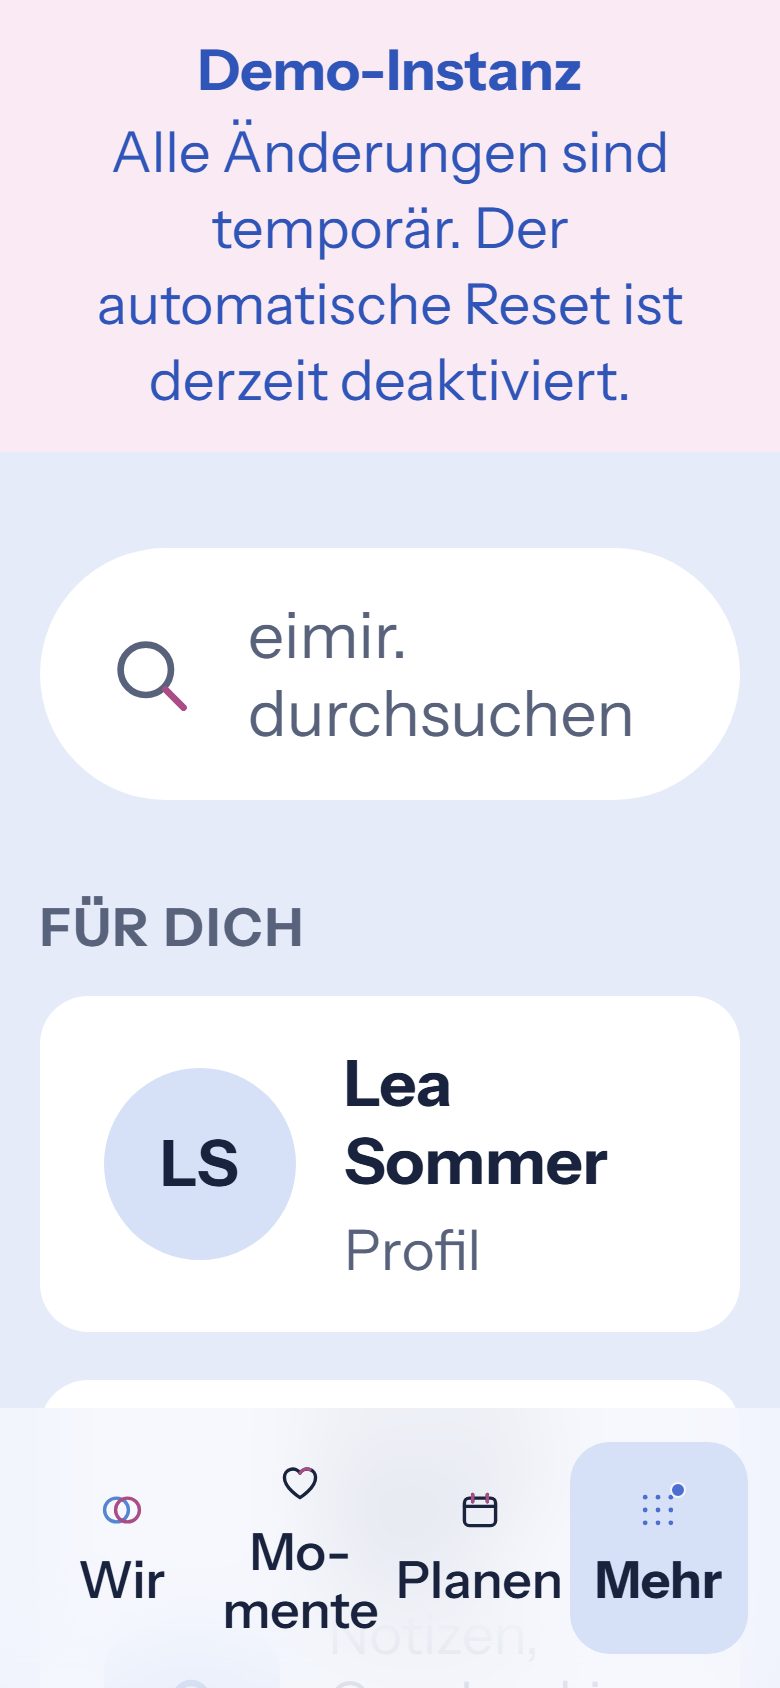 Demo-Instanz
Alle Änderungen sind
temporär. Der
automatische Reset ist
derzeit deaktiviert.
eimir.
durchsuchen
FÜR DICH
LS
Lea
Sommer
Profil
Wir
Mo-
mente
Planen
Mehr
Notizen,